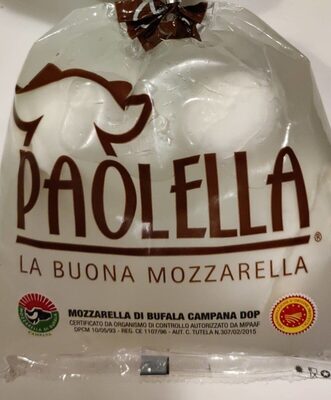 PAOLELLA ®
LA BUONA MOZZARELLA
MOZZARELLA DI BUFALA CAMPANA DOP
CERTIFICATO DA ORGANISMO DI CONTROLLO AUTORIZZATO DA MIPAAF
DPCM 10/05/93 - REG. CE 1107/96 - AUT. C. TUTELA N.307/02/2015
CAMPANA